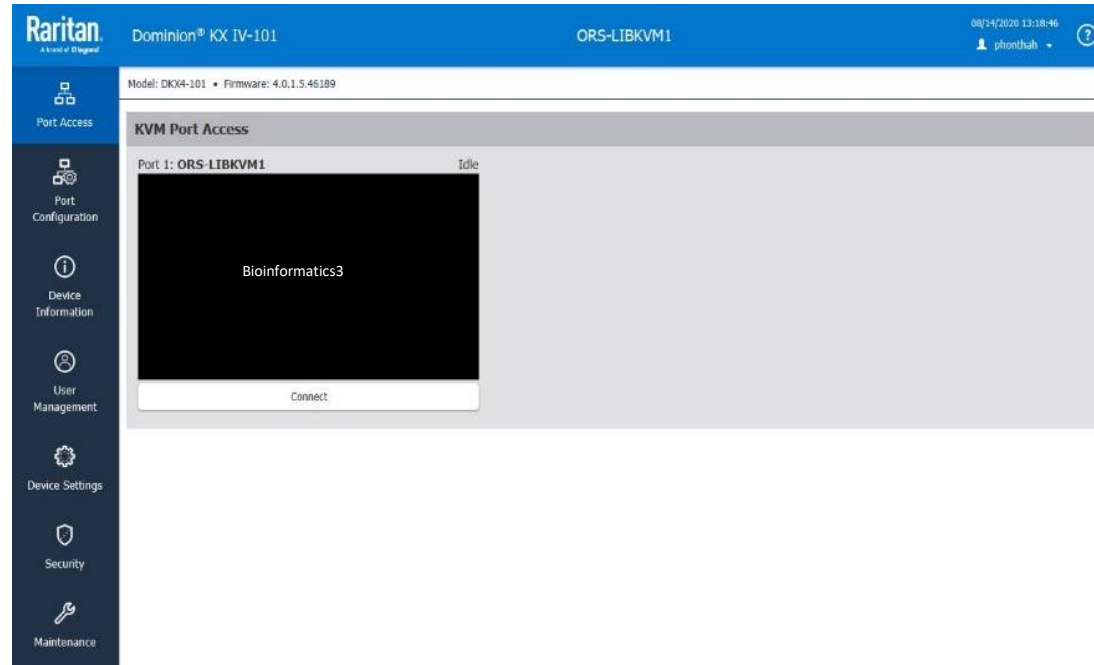 Raritan.
A brand of Legrand
Dominion® KX IV-101
ORS-LIBKVM1
08/14/2020 13:18:46
phonthah
?
Model: DKX4-101 • Firmware: 4.0.1.5.46189
Port Access
KVM Port Access
Port 1: ORS-LIBKVM1
Idle
Bioinformatics3
Connect
Port
Configuration
Device
Information
User
Management
Device Settings
Security
Maintenance